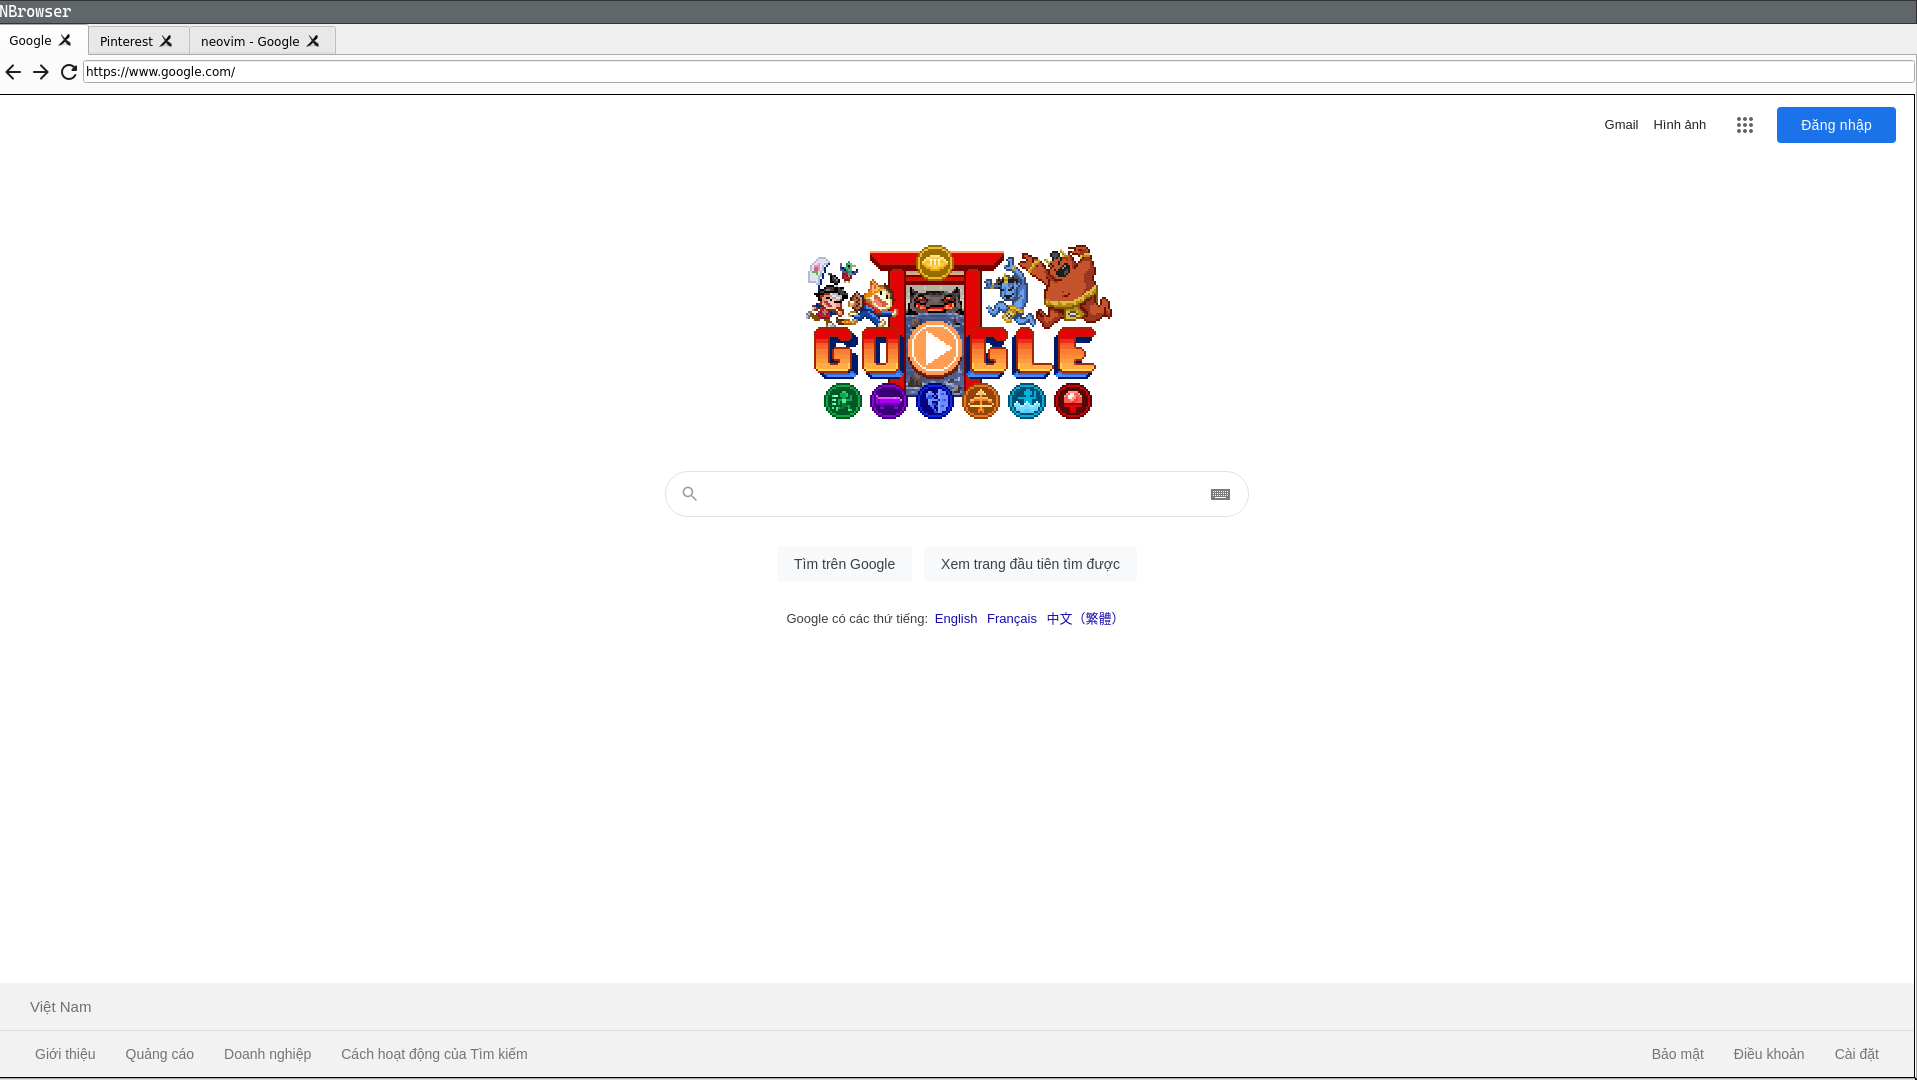 NBrowser
Google
Pinterest
neovim - Google
https://www.google.com/
Gmail
Hình ảnh
Đăng nhập
GOOGLE
Tìm trên Google
Xem trang đầu tiên tìm được
Google có các thứ tiếng: English Français 中文（繁體）
Việt Nam
Giới thiệu
Quảng cáo
Doanh nghiệp
Cách hoạt động của Tìm kiếm
Bảo mật
Điều khoản
Cài đặt